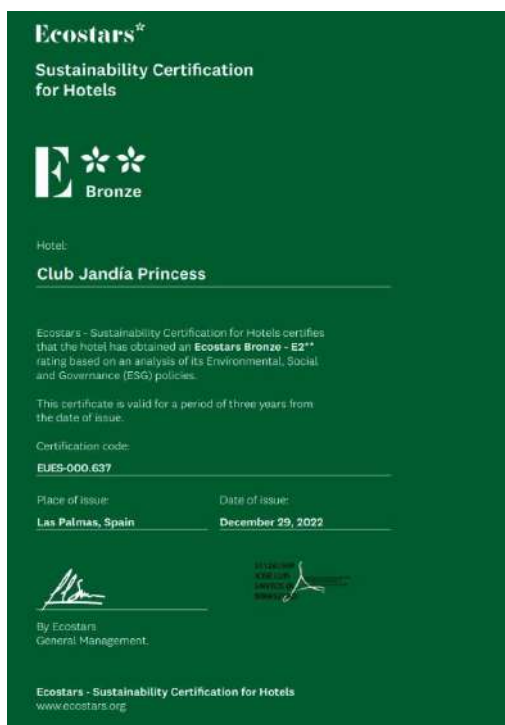 Ecostars*
Sustainability Certification
for Hotels
E**
Bronze
Hotel:
Club Jandía Princess
Ecostars - Sustainability Certification for Hotels certifies
that the hotel has obtained an Ecostars Bronze - E2**
rating based on an analysis of its Environmental, Social
and Governance (ESG) policies.
This certificate is valid for a period of three years from
the date of issue.
Certification code:
EUES-000.637
Place of issue:
Las Palmas, Spain
Date of issue:
December 29, 2022
By Ecostars
General Management.
Ecostars - Sustainability Certification for Hotels
www.ecostars.org